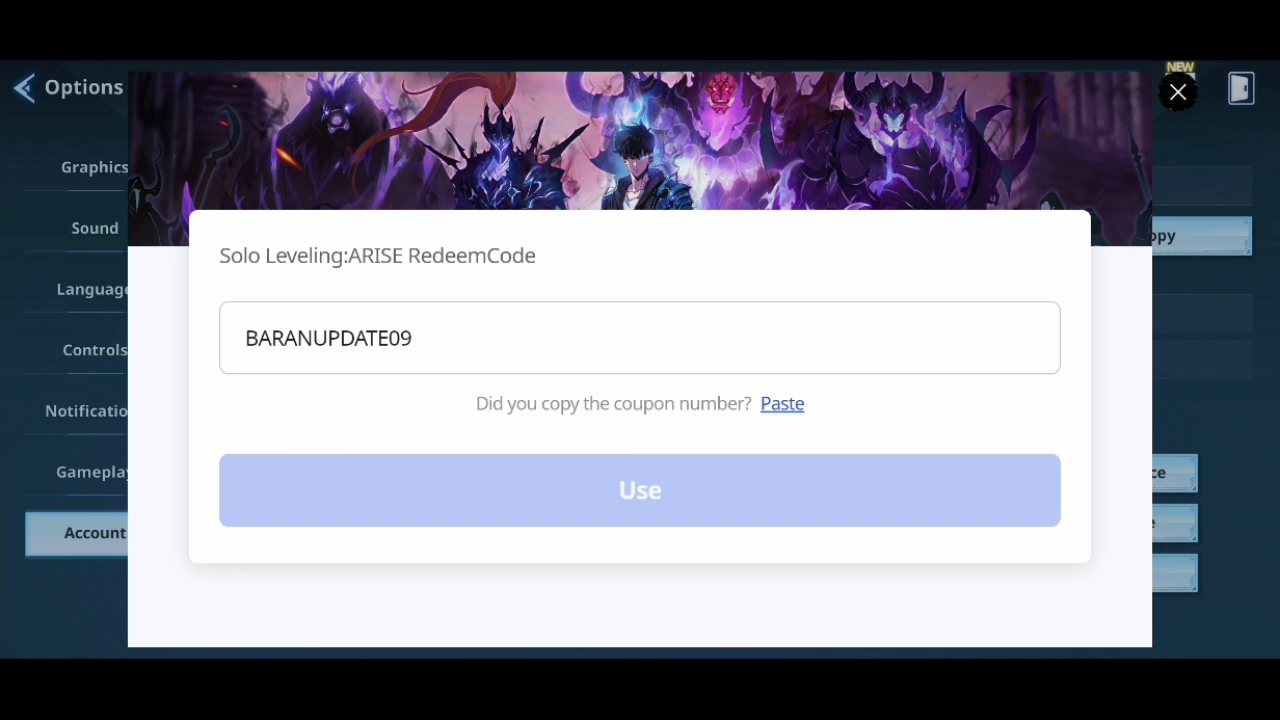 NEW
Options
Graphics
Sound
Language
Controls
Notificatio
Gameplay
Account
Solo Leveling:ARISE RedeemCode
BARANUPDATE09
Did you copy the coupon number? Paste
Use
opy
ce
e